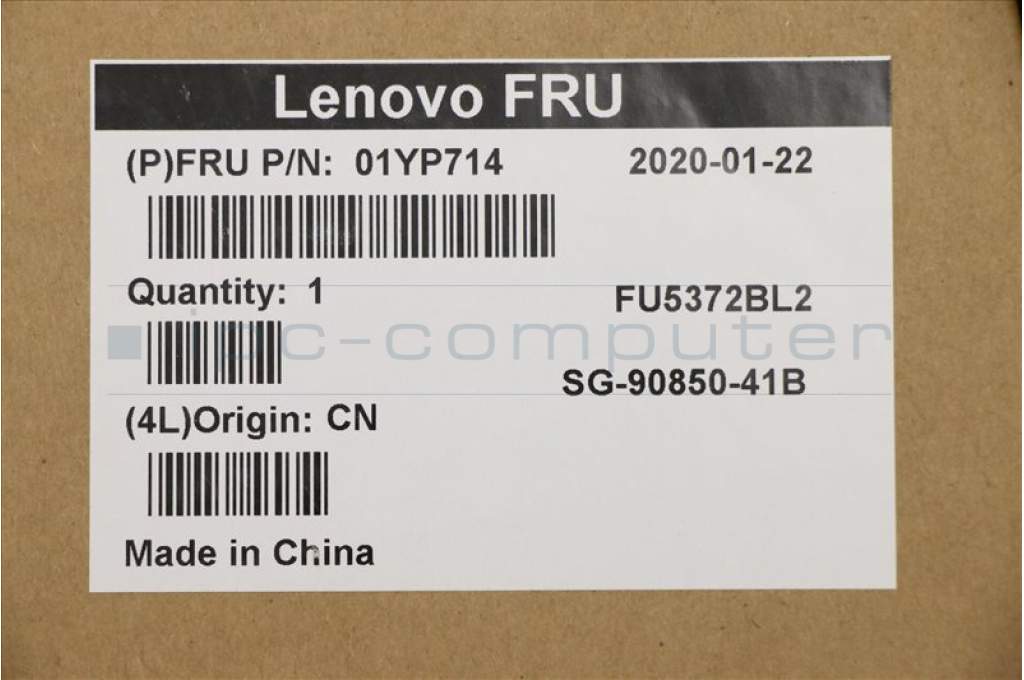 Lenovo FRU
(P)FRU P/N: 01YP714
2020-01-22
Quantity: 1
FU5372BL2
ipc-computer
SG-90850-41B
(4L)Origin: CN
Made in China